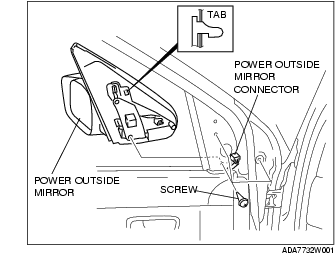 TAB
POWER OUTSIDE
MIRROR
CONNECTOR
POWER OUTSIDE
MIRROR
SCREW
ADA7732W001